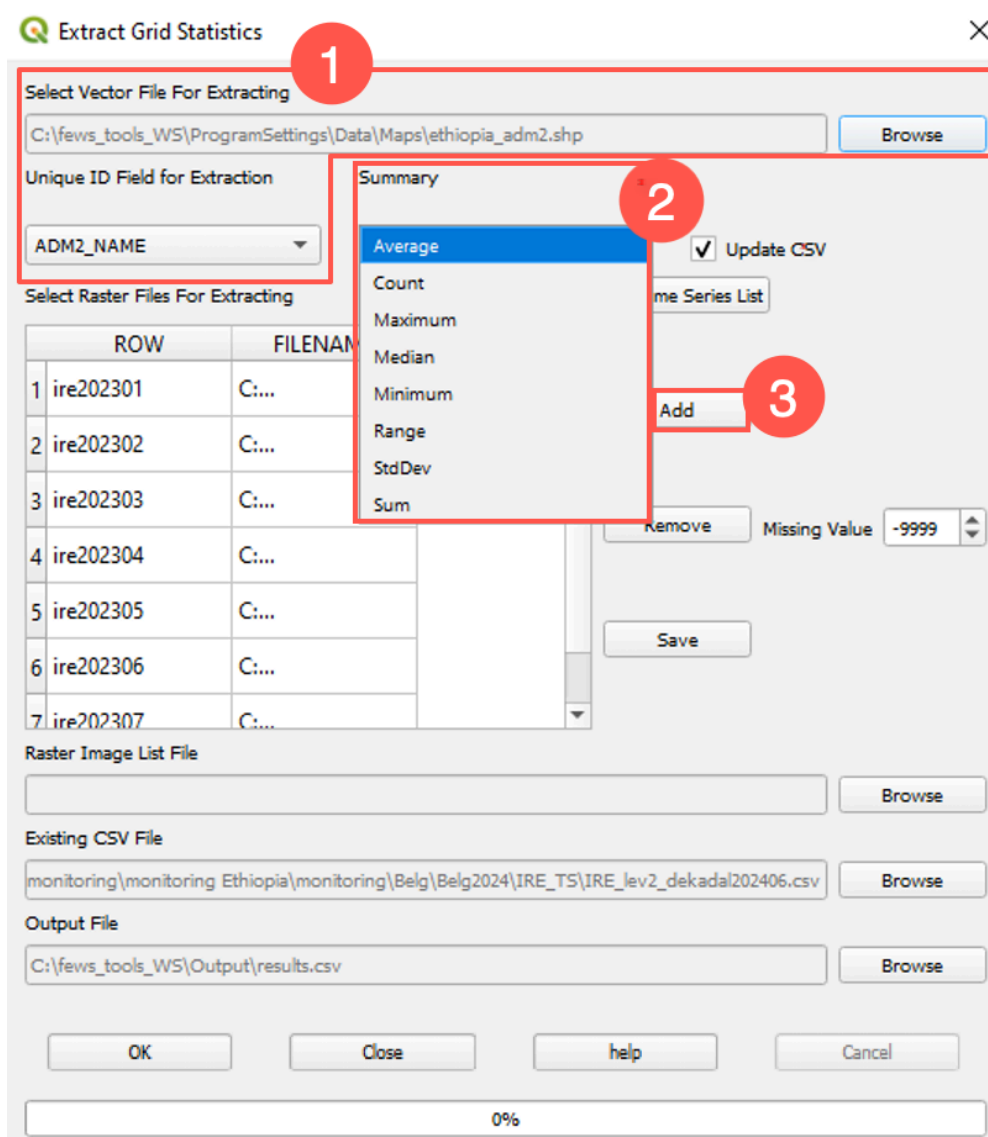 Extract Grid Statistics
1
Select Vector File For Extracting
C:\fews_tools_WS\ProgramSettings\Data\Maps\ethiopia_adm2.shp
Browse
Unique ID Field for Extraction
Summary
2
ADM2_NAME
Average
Update CSV
Count
Maximum
Median
Minimum
Range
StdDev
Sum
me Series List
Select Raster Files For Extracting
ROW FILENAM
1 ire202301 C:...
2 ire202302 C:...
3 ire202303 C:...
4 ire202304 C:...
5 ire202305 C:...
6 ire202306 C:...
7 ire202307 C:...
Add
3
Remove
Missing Value -9999
Save
Raster Image List File
Browse
Existing CSV File
monitoring\monitoring Ethiopia\monitoring\Belg\Belg2024\IRE_TS\IRE_lev2_dekadal202406.csv
Browse
Output File
C:\fews_tools_WS\Output\results.csv
Browse
OK Close help Cancel
0%